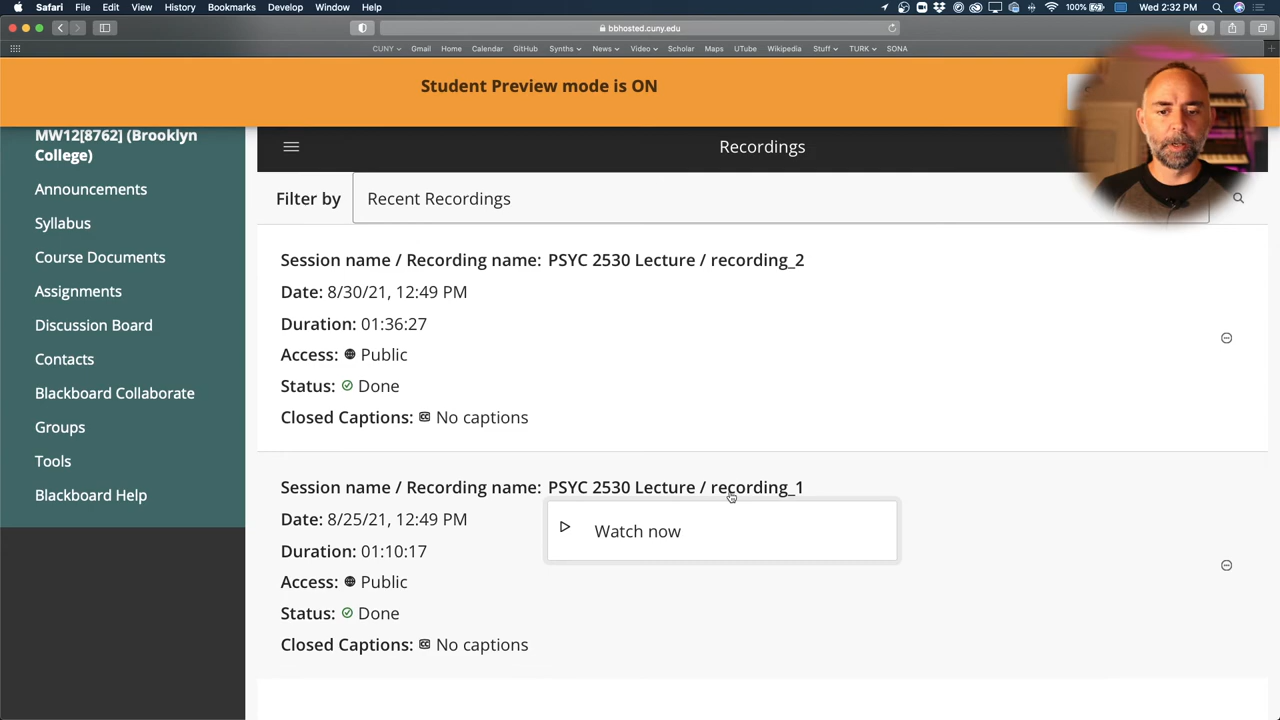 Safari File Edit View History Bookmarks Develop Window Help
100% Wed 2:32 PM
bbhosted.cuny.edu
CUNY Gmail Home Calendar GitHub Synths News Video Scholar Maps UTube Wikipedia Stuff TURK SONA
Student Preview mode is ON
MW12[8762] (Brooklyn
College)
Announcements
Syllabus
Course Documents
Assignments
Discussion Board
Contacts
Blackboard Collaborate
Groups
Tools
Blackboard Help
Recordings
Filter by Recent Recordings
Session name / Recording name: PSYC 2530 Lecture / recording_2
Date: 8/30/21, 12:49 PM
Duration: 01:36:27
Access: Public
Status: Done
Closed Captions: No captions
Session name / Recording name: PSYC 2530 Lecture / recording_1
Date: 8/25/21, 12:49 PM
Watch now
Duration: 01:10:17
Access: Public
Status: Done
Closed Captions: No captions